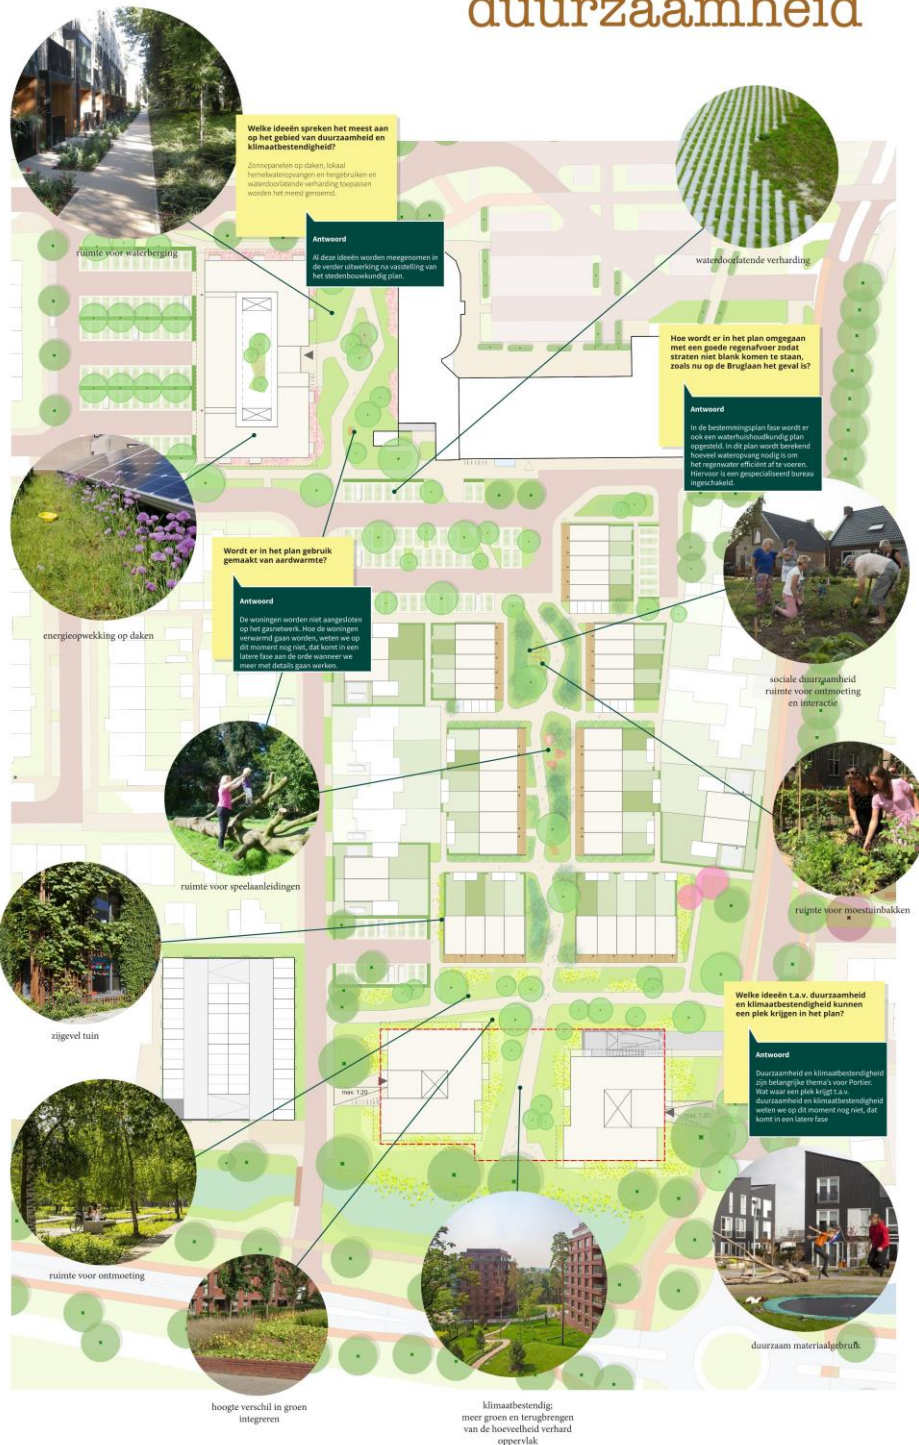 duurzaamheid
Welke ideeën spreken het meest aan
op het gebied van duurzaamheid en
klimaatbestendigheid?
Zonnepanelen op daken, lokaal
hemelwateropvangen en hergebruiken en
waterdoorlatende verharding toepassen
worden het meest genoemd.
Antwoord
Al deze ideeën worden meegenomen in
de verder uitwerking na vasstelling van
het stedenbouwkundig plan.
ruimte voor waterberging
waterdoorlatende verharding
Hoe wordt er in het plan omgegaan
met een goede regenafvoer zodat
straten niet blank komen te staan,
zoals nu op de Bruglaan het geval is?
Antwoord
In de bestemmingsplan fase wordt er
ook een waterhuishoudkundig plan
opgesteld. In dit plan wordt berekend
hoeveel wateropvang nodig is om
het regenwater efficiënt af te voeren.
Hiervoor is een gespecialiseerd bureau
ingeschakeld.
Wordt er in het plan gebruik
gemaakt van aardwarmte?
Antwoord
De woningen worden niet aangesloten
op het gasnetwerk. Hoe de woningen
verwarmd gaan worden, weten we op
dit moment nog niet, dat komt in een
latere fase aan de orde wanneer we
meer met details gaan werken.
energieopwekking op daken
sociale duurzaamheid
ruimte voor ontmoeting
en interactie
ruimte voor speelaanleidingen
ruimte voor moestuinbakken
zijgevel tuin
Welke ideeën t.a.v. duurzaamheid
en klimaatbestendigheid kunnen
een plek krijgen in het plan?
Antwoord
Duurzaamheid en klimaatbestendigheid
zijn belangrijke thema's voor Portier.
Wat waar een plek krijgt t.a.v.
duurzaamheid en klimaatbestendigheid
weten we op dit moment nog niet, dat
komt in een latere fase
max. 1:20
max. 1:20
ruimte voor ontmoeting
duurzaam materiaalgebruik
hoogte verschil in groen
integreren
klimaatbestendig;
meer groen en terugbrengen
van de hoeveelheid verhard
oppervlak